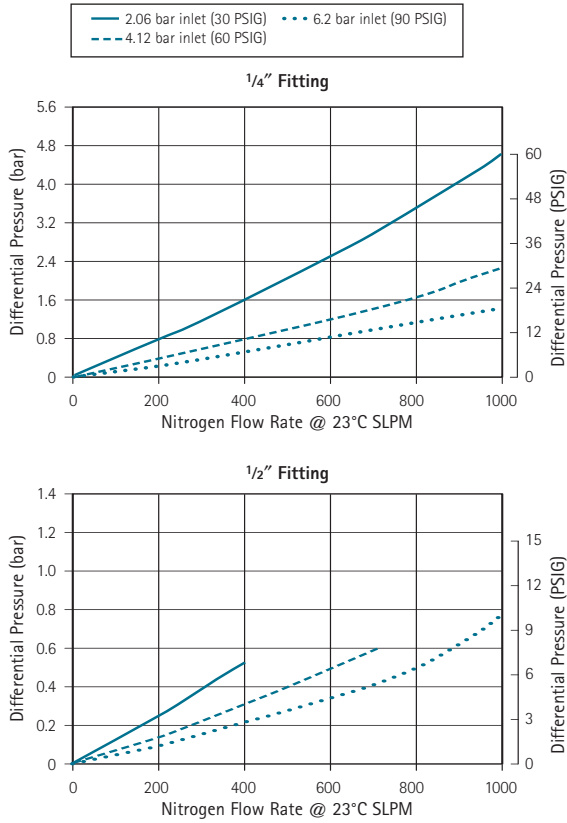 2.06 bar inlet (30 PSIG) 6.2 bar inlet (90 PSIG)
4.12 bar inlet (60 PSIG)
1/4" Fitting
Differential Pressure (bar)
5.6
4.8
4.0
3.2
2.4
1.6
0.8
0
60
48
36
24
12
0
Differential Pressure (PSIG)
0 200 400 600 800 1000
Nitrogen Flow Rate @ 23°C SLPM
1/2" Fitting
Differential Pressure (bar)
1.4
1.2
1.0
0.8
0.6
0.4
0.2
0
15
12
9
6
3
0
Differential Pressure (PSIG)
0 200 400 600 800 1000
Nitrogen Flow Rate @ 23°C SLPM